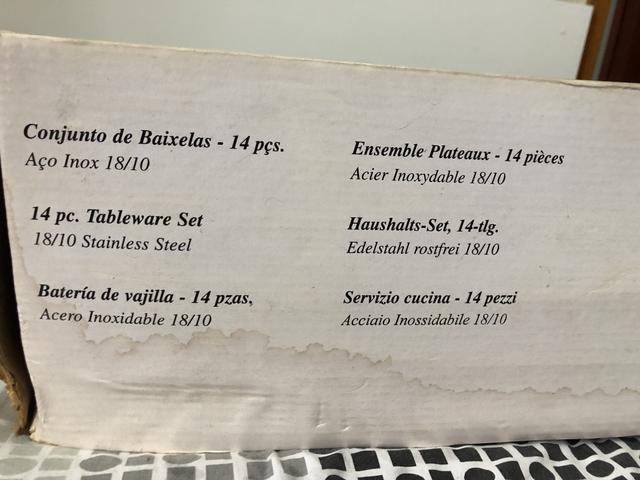 Conjunto de Baixelas - 14 pçs.
Aço Inox 18/10
14 pc. Tableware Set
18/10 Stainless Steel
Batería de vajilla - 14 pzas,
Acero Inoxidable 18/10
Ensemble Plateaux - 14 pièces
Acier Inoxydable 18/10
Haushalts-Set, 14-tlg.
Edelstahl rostfrei 18/10
Servizio cucina - 14 pezzi
Acciaio Inossidabile 18/10